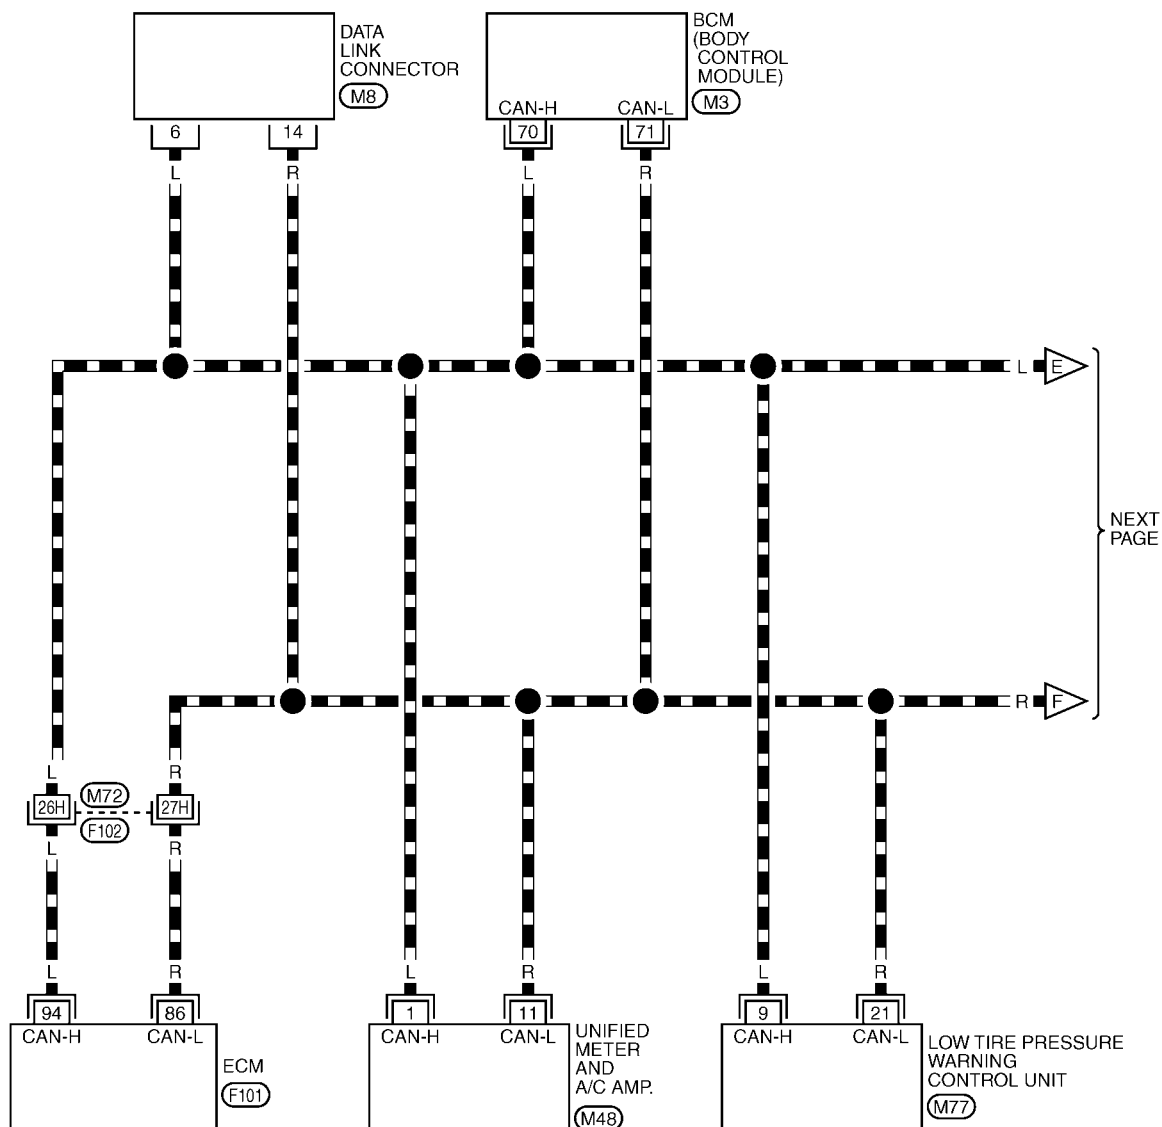 DATA
LINK
CONNECTOR
M8
BCM
(BODY
CONTROL
MODULE)
M3
CAN-H
CAN-L
6
14
70
71
L
R
L
R
L
E
NEXT
PAGE
R
F
L
R
26H
M72
27H
F102
L
R
L
R
L
R
L
R
94
86
1
11
9
21
CAN-H
CAN-L
CAN-H
CAN-L
CAN-H
CAN-L
ECM
F101
UNIFIED
METER
AND
A/C AMP.
M48
LOW TIRE PRESSURE
WARNING
CONTROL UNIT
M77